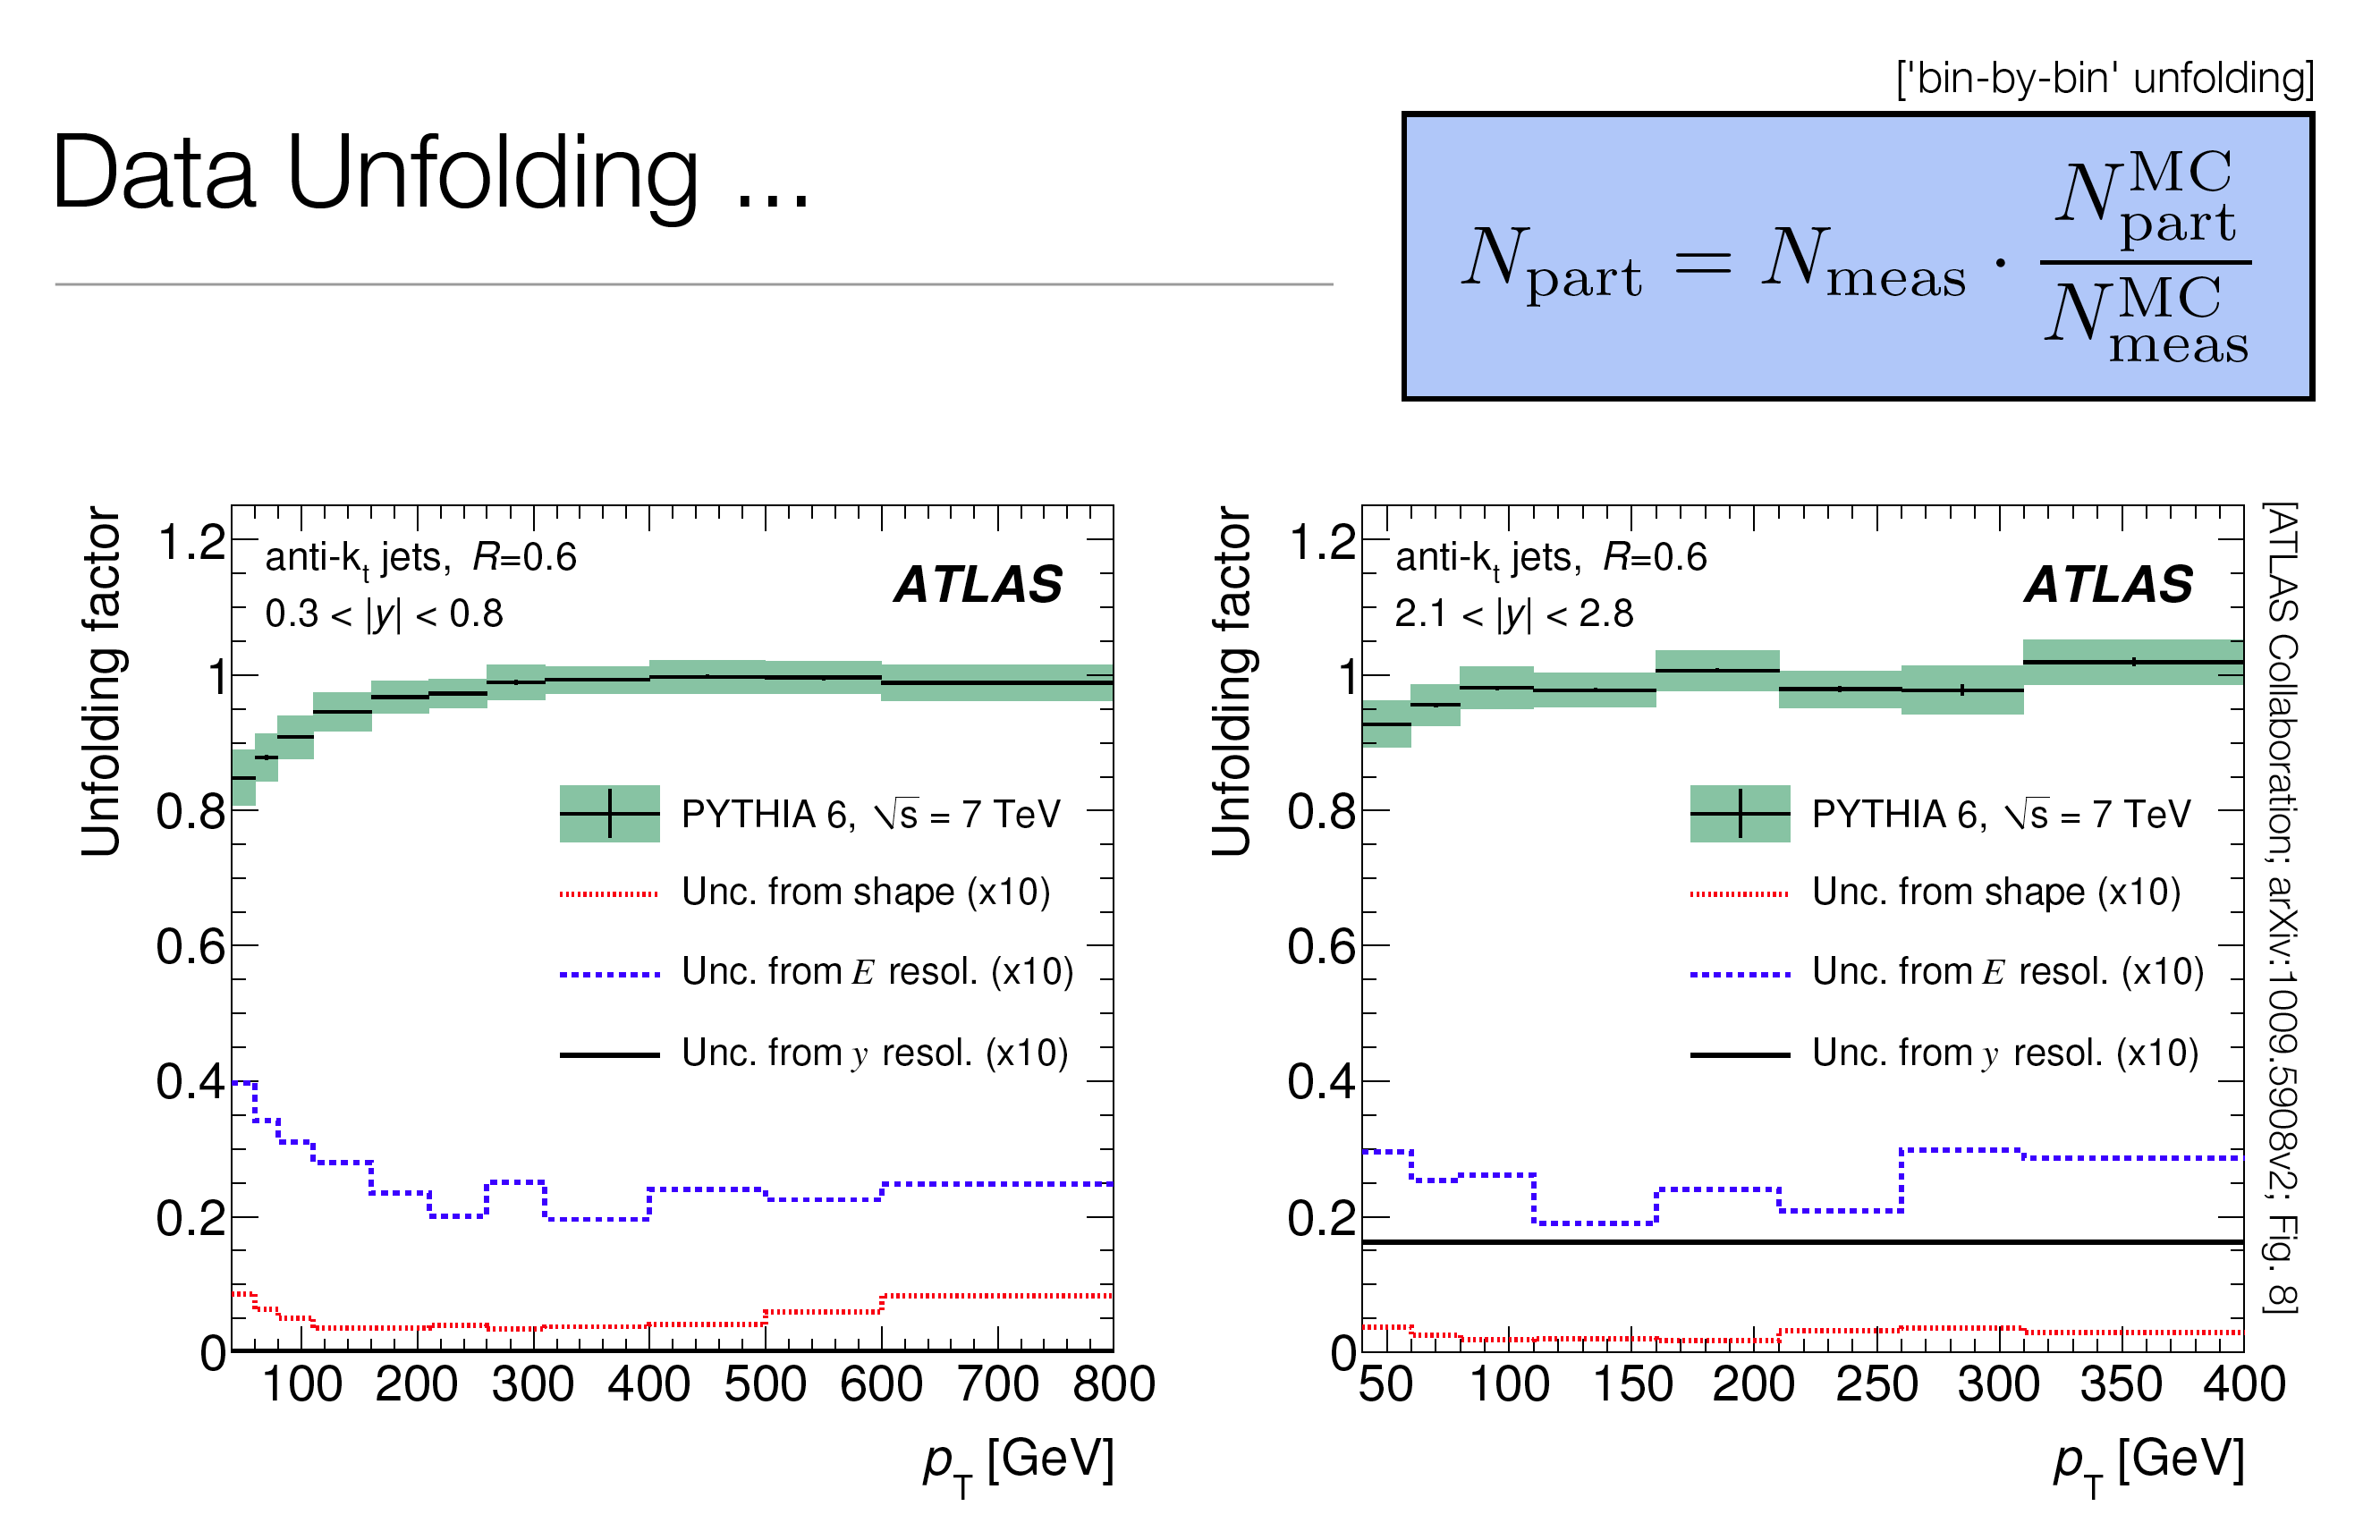 ['bin-by-bin' unfolding]
Data Unfolding ...
N_part = N_meas · N^MC_part / N^MC_meas
Unfolding factor
1.2
1
0.8
0.6
0.4
0.2
0
anti-k_t jets, R=0.6
0.3 < |y| < 0.8
ATLAS
PYTHIA 6, √s = 7 TeV
Unc. from shape (x10)
Unc. from E resol. (x10)
Unc. from y resol. (x10)
100 200 300 400 500 600 700 800
p_T [GeV]
Unfolding factor
1.2
1
0.8
0.6
0.4
0.2
0
anti-k_t jets, R=0.6
2.1 < |y| < 2.8
ATLAS
PYTHIA 6, √s = 7 TeV
Unc. from shape (x10)
Unc. from E resol. (x10)
Unc. from y resol. (x10)
50 100 150 200 250 300 350 400
p_T [GeV]
[ATLAS Collaboration; arXiv:1009.5908v2; Fig. 8]